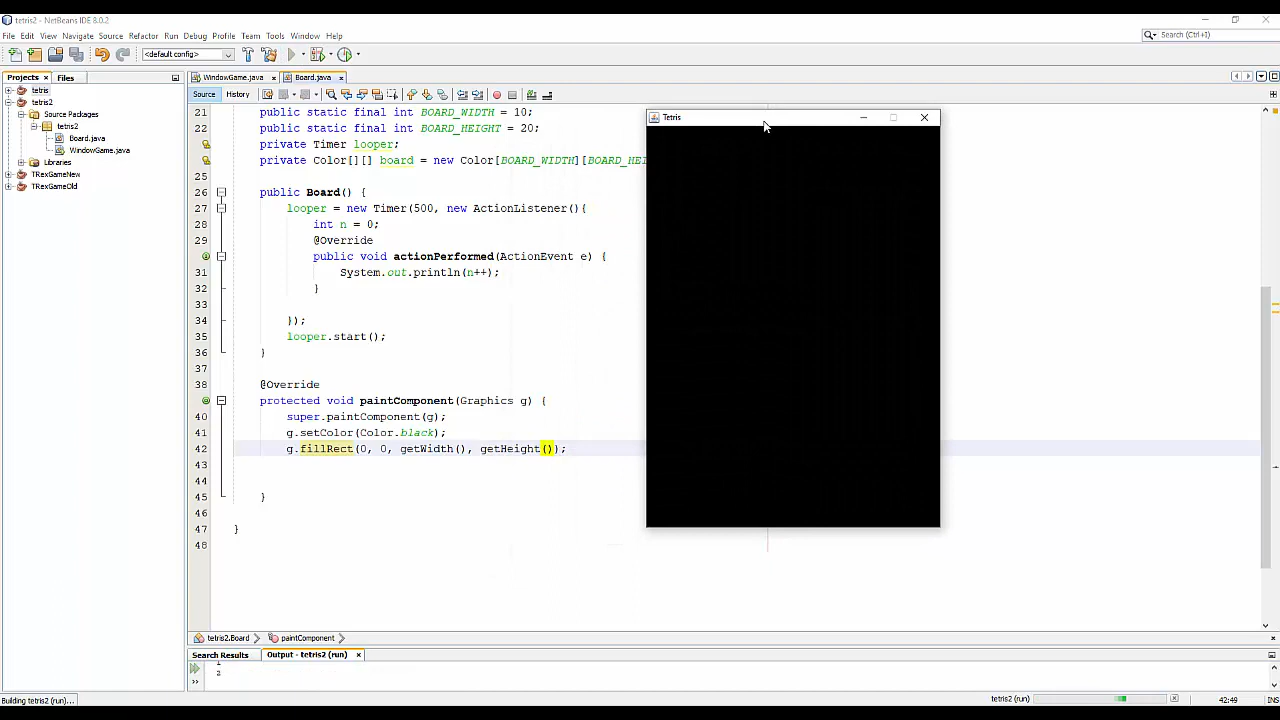 tetris2 - NetBeans IDE 8.0.2
File Edit View Navigate Source Refactor Run Debug Profile Team Tools Window Help
Search (Ctrl+I)
<default config>
Projects Files
WindowGame.java Board.java
Source History
tetris
tetris2
Source Packages
tetris2
Board.java
WindowGame.java
Libraries
TRexGameNew
TRexGameOld
21 public static final int BOARD_WIDTH = 10;
22 public static final int BOARD_HEIGHT = 20;
private Timer looper;
private Color[][] board = new Color[BOARD_WIDTH][BOARD_HEI
25
26 public Board() {
27 looper = new Timer(500, new ActionListener(){
28 int n = 0;
29 @Override
public void actionPerformed(ActionEvent e) {
31 System.out.println(n++);
32 }
33
34 });
35 looper.start();
36 }
37
38 @Override
protected void paintComponent(Graphics g) {
40 super.paintComponent(g);
41 g.setColor(Color.black);
42 g.fillRect(0, 0, getWidth(), getHeight());
43
44
45 }
46
47 }
48
Tetris
tetris2.Board paintComponent
Search Results Output - tetris2 (run)
1
2
Building tetris2 (run)... tetris2 (run) 42:49 INS